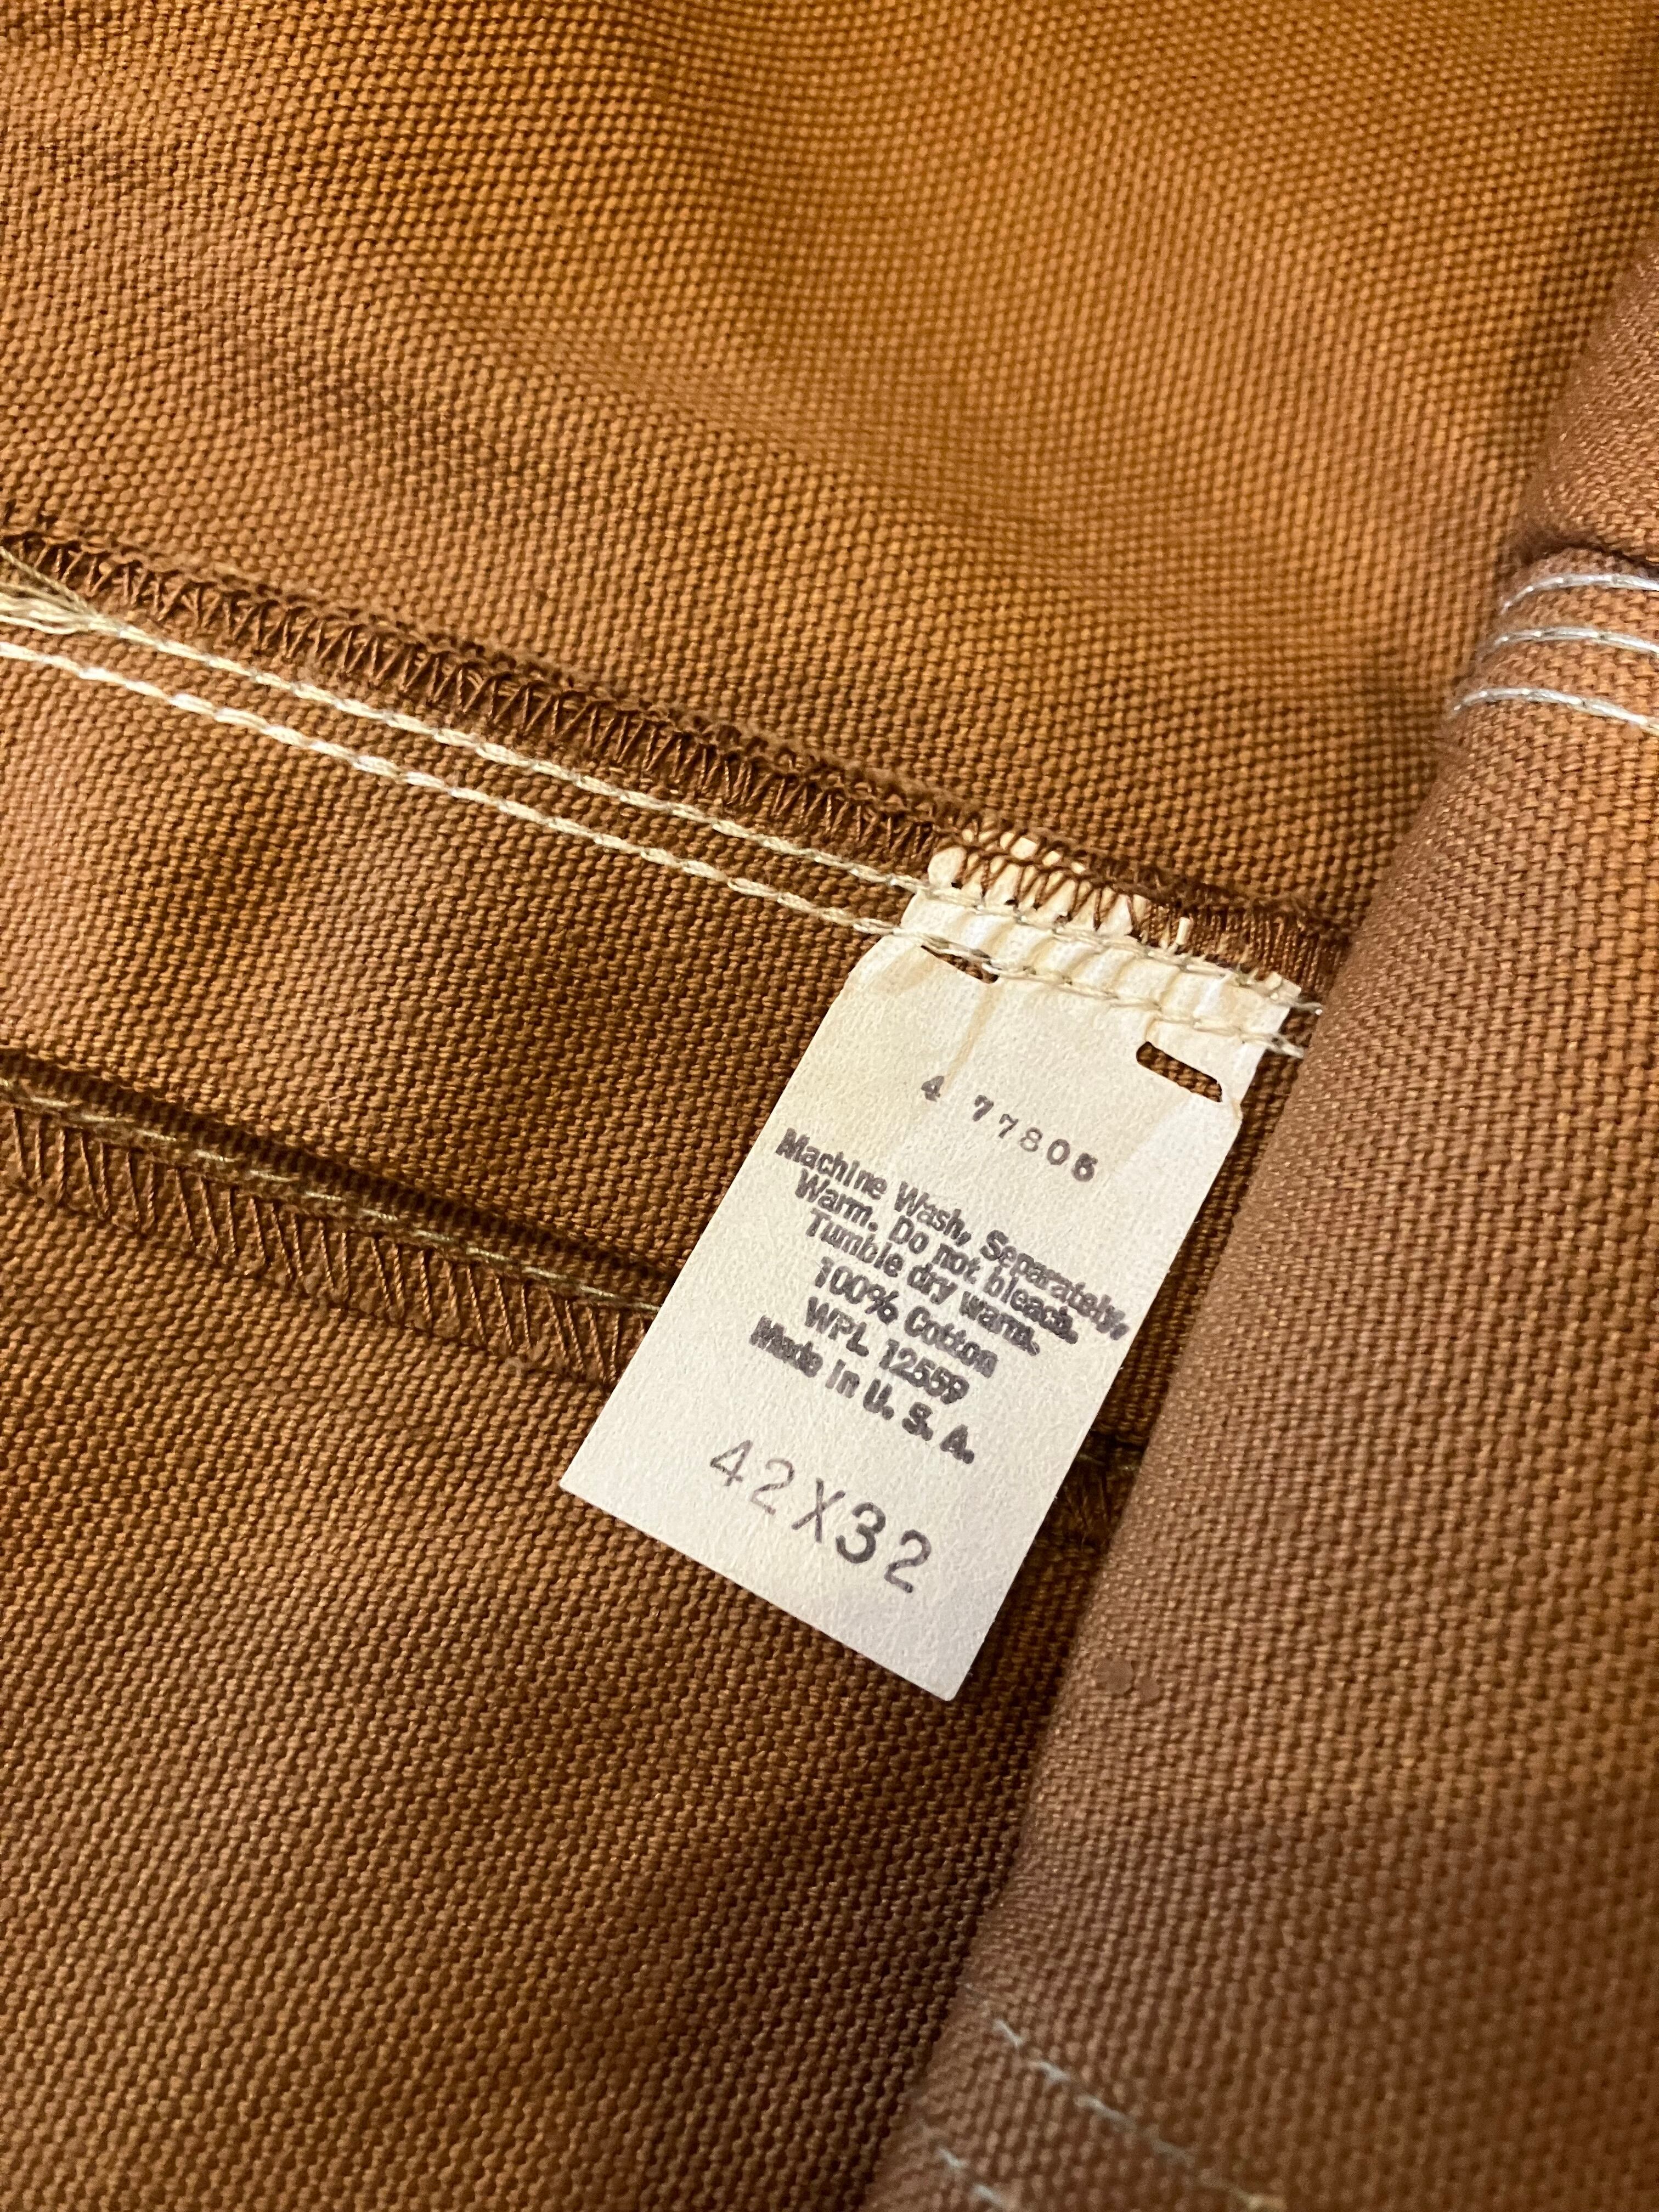 4 77805
Machine Wash, Separately,
Warm. Do not bleach.
Tumble dry warm.
100% Cotton
WPL 12559
Made in U. S. A.
42X32